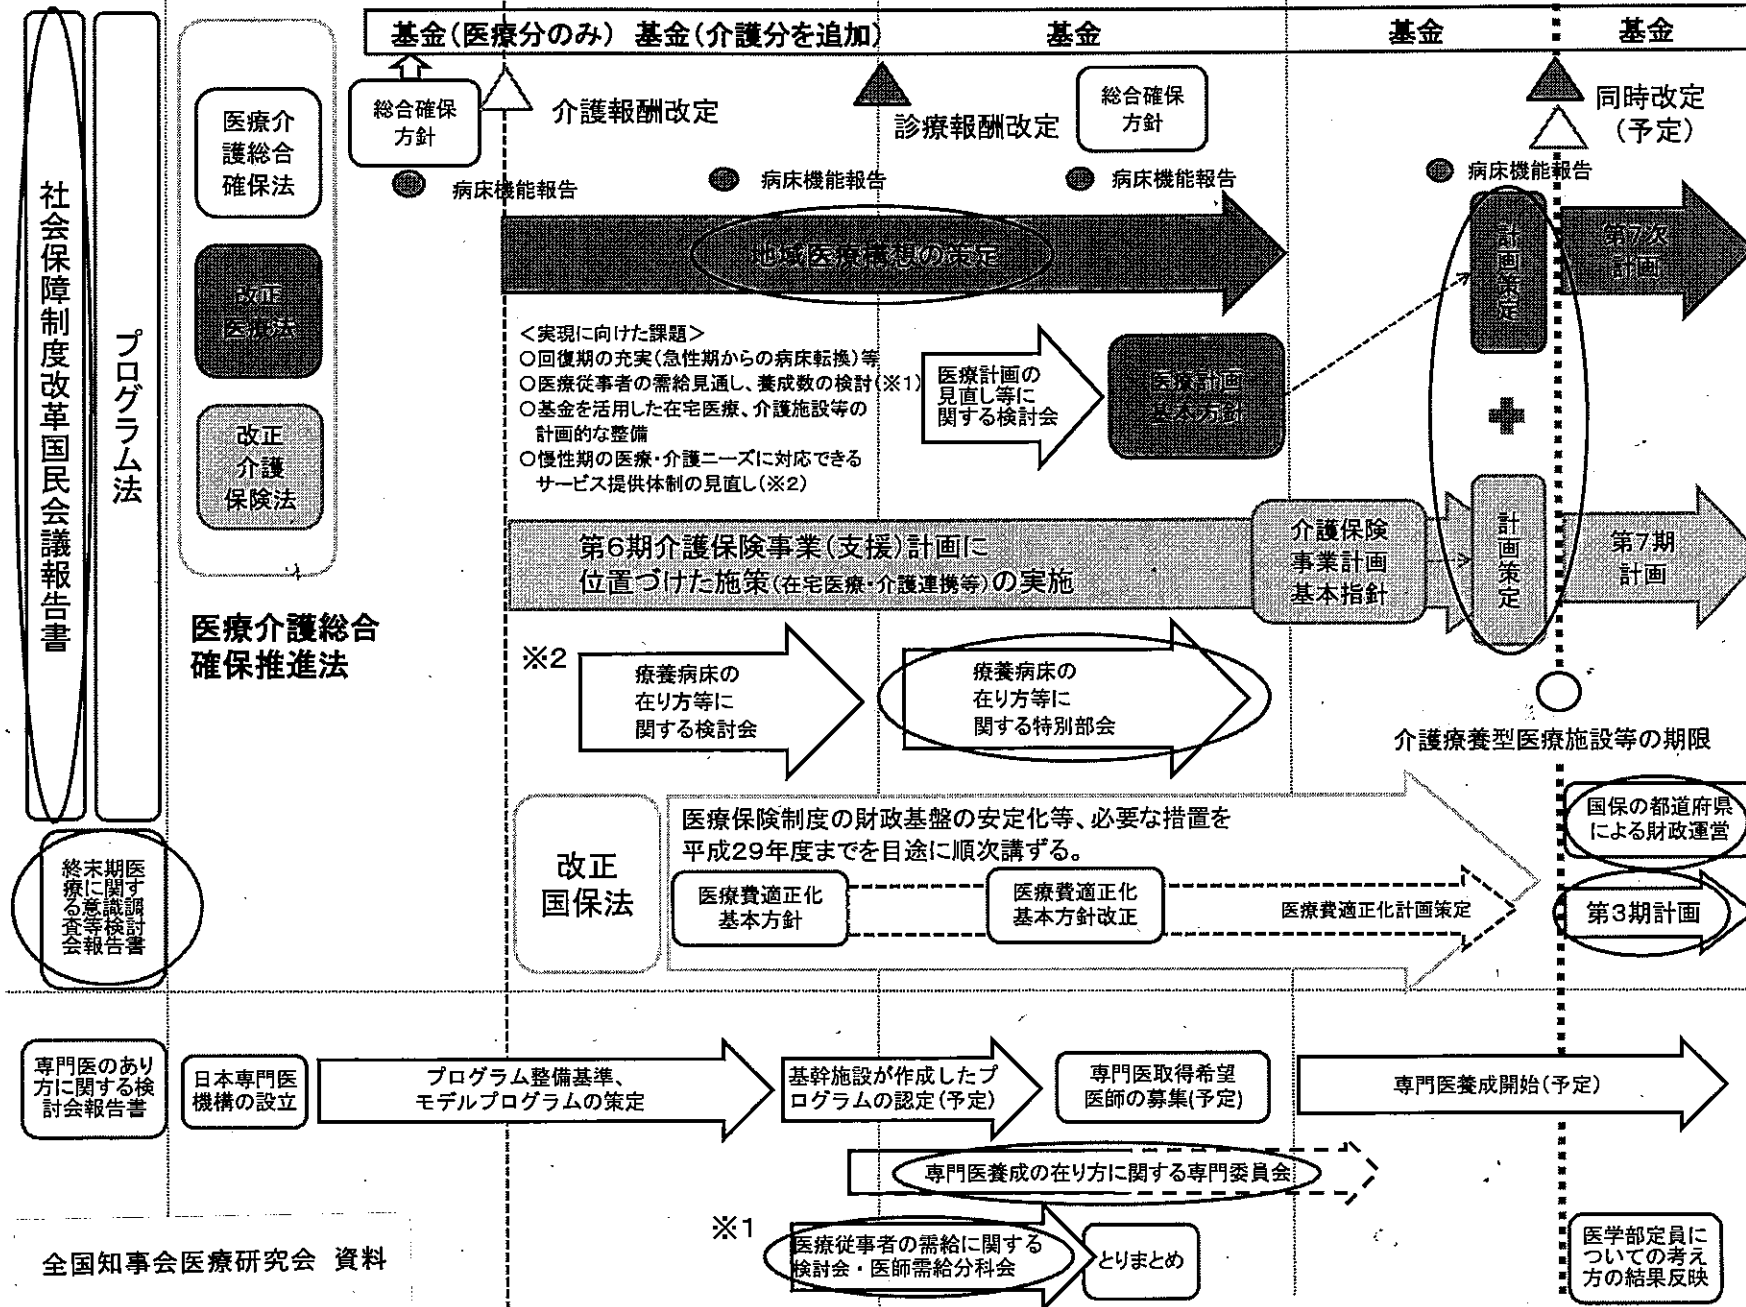 基金(医療分のみ) 基金(介護分を追加) 基金 基金 基金
総合確保
方針
介護報酬改定
診療報酬改定
総合確保
方針
同時改定
(予定)
病床機能報告
病床機能報告
病床機能報告
病床機能報告
社会保障制度改革国民会議報告書
プログラム法
医療介
護総合
確保法
改正
医療法
改正
介護
保険法
医療介護総合
確保推進法
地域医療構想の策定
計画策定
第7次
計画
<実現に向けた課題>
○回復期の充実(急性期からの病床転換)等
○医療従事者の需給見通し、養成数の検討(※1)
○基金を活用した在宅医療、介護施設等の
計画的な整備
○慢性期の医療・介護ニーズに対応できる
サービス提供体制の見直し(※2)
医療計画の
見直し等に
関する検討会
医療計画
基本方針
第6期介護保険事業(支援)計画に
位置づけた施策(在宅医療・介護連携等)の実施
介護保険
事業計画
基本指針
計画策定
第7期
計画
※2
療養病床の
在り方等に
関する検討会
療養病床の
在り方等に
関する特別部会
介護療養型医療施設等の期限
終末期医
療に関す
る意識調
査等検討
会報告書
改正
国保法
医療保険制度の財政基盤の安定化等、必要な措置を
平成29年度までを目途に順次講ずる。
医療費適正化
基本方針
医療費適正化
基本方針改正
医療費適正化計画策定
国保の都道府県
による財政運営
第3期計画
専門医のあり
方に関する検
討会報告書
日本専門医
機構の設立
プログラム整備基準、
モデルプログラムの策定
基幹施設が作成したプ
ログラムの認定(予定)
専門医取得希望
医師の募集(予定)
専門医養成開始(予定)
専門医養成の在り方に関する専門委員会
※1
医療従事者の需給に関する
検討会・医師需給分科会
とりまとめ
医学部定員に
ついての考え
方の結果反映
全国知事会医療研究会 資料